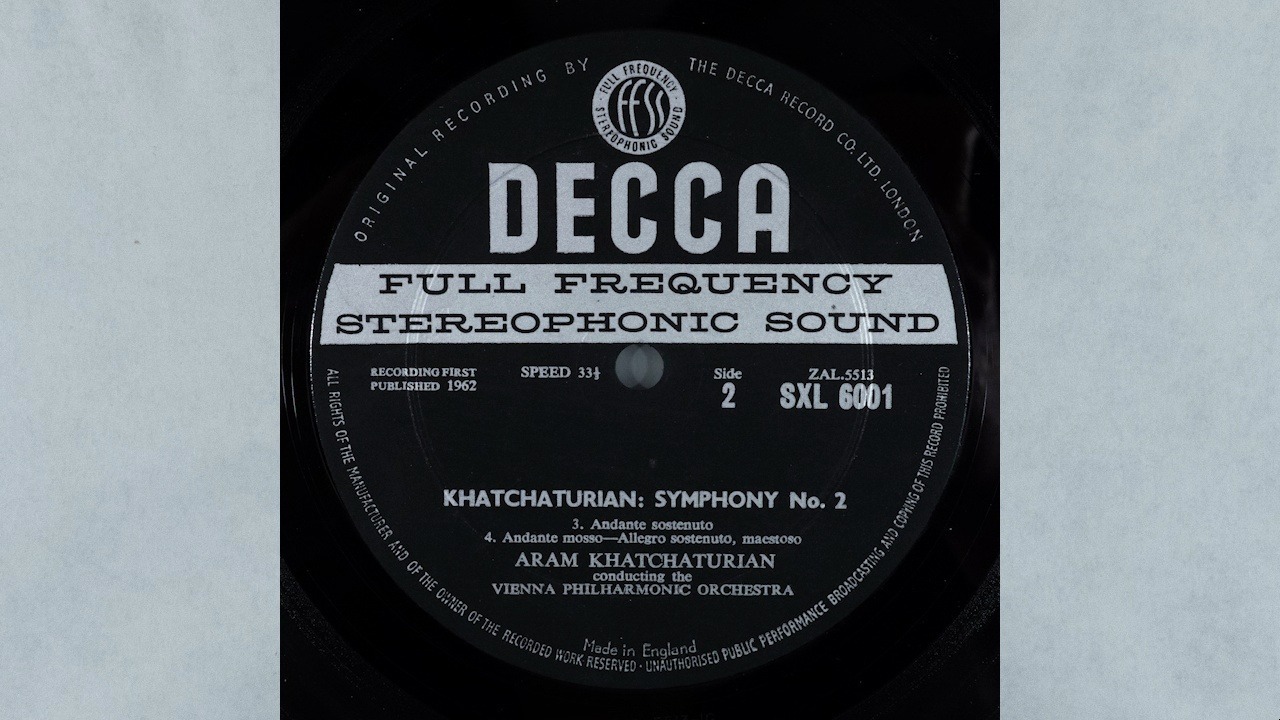 ORIGINAL RECORDING BY THE DECCA RECORD CO. LTD. LONDON
FULL FREQUENCY
ffss
STEREOPHONIC SOUND
DECCA
FULL FREQUENCY
STEREOPHONIC SOUND
RECORDING FIRST
PUBLISHED 1962
SPEED 33⅓
Side
2
ZAL.5513
SXL 6001
KHATCHATURIAN: SYMPHONY No. 2
3. Andante sostenuto
4. Andante mosso—Allegro sostenuto, maestoso
ARAM KHATCHATURIAN
conducting the
VIENNA PHILHARMONIC ORCHESTRA
Made in England
ALL RIGHTS OF THE MANUFACTURER AND OF THE OWNER OF THE RECORDED WORK RESERVED · UNAUTHORISED PUBLIC PERFORMANCE BROADCASTING AND COPYING OF THIS RECORD PROHIBITED